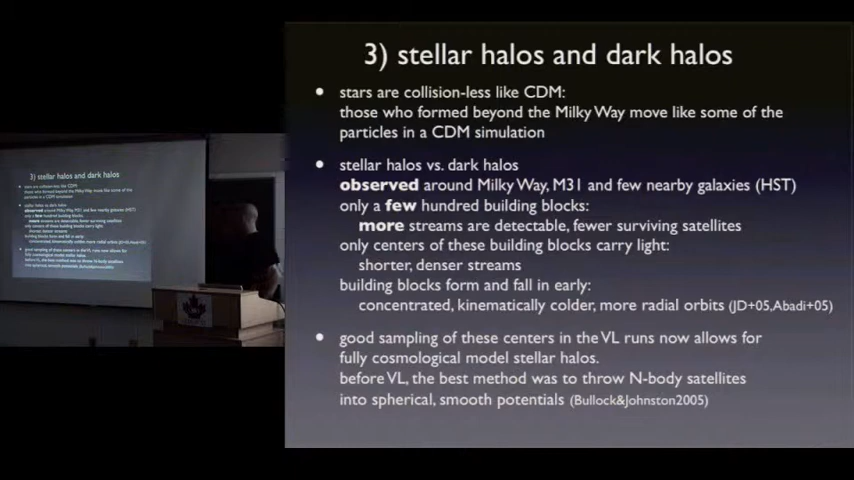 3) stellar halos and dark halos
• stars are collision-less like CDM:
those who formed beyond the Milky Way move like some of the
particles in a CDM simulation
• stellar halos vs. dark halos
observed around Milky Way, M31 and few nearby galaxies (HST)
only a few hundred building blocks:
more streams are detectable, fewer surviving satellites
only centers of these building blocks carry light:
shorter, denser streams
building blocks form and fall in early:
concentrated, kinematically colder, more radial orbits (JD+05,Abadi+05)
• good sampling of these centers in the VL runs now allows for
fully cosmological model stellar halos.
before VL, the best method was to throw N-body satellites
into spherical, smooth potentials (Bullock&Johnston2005)